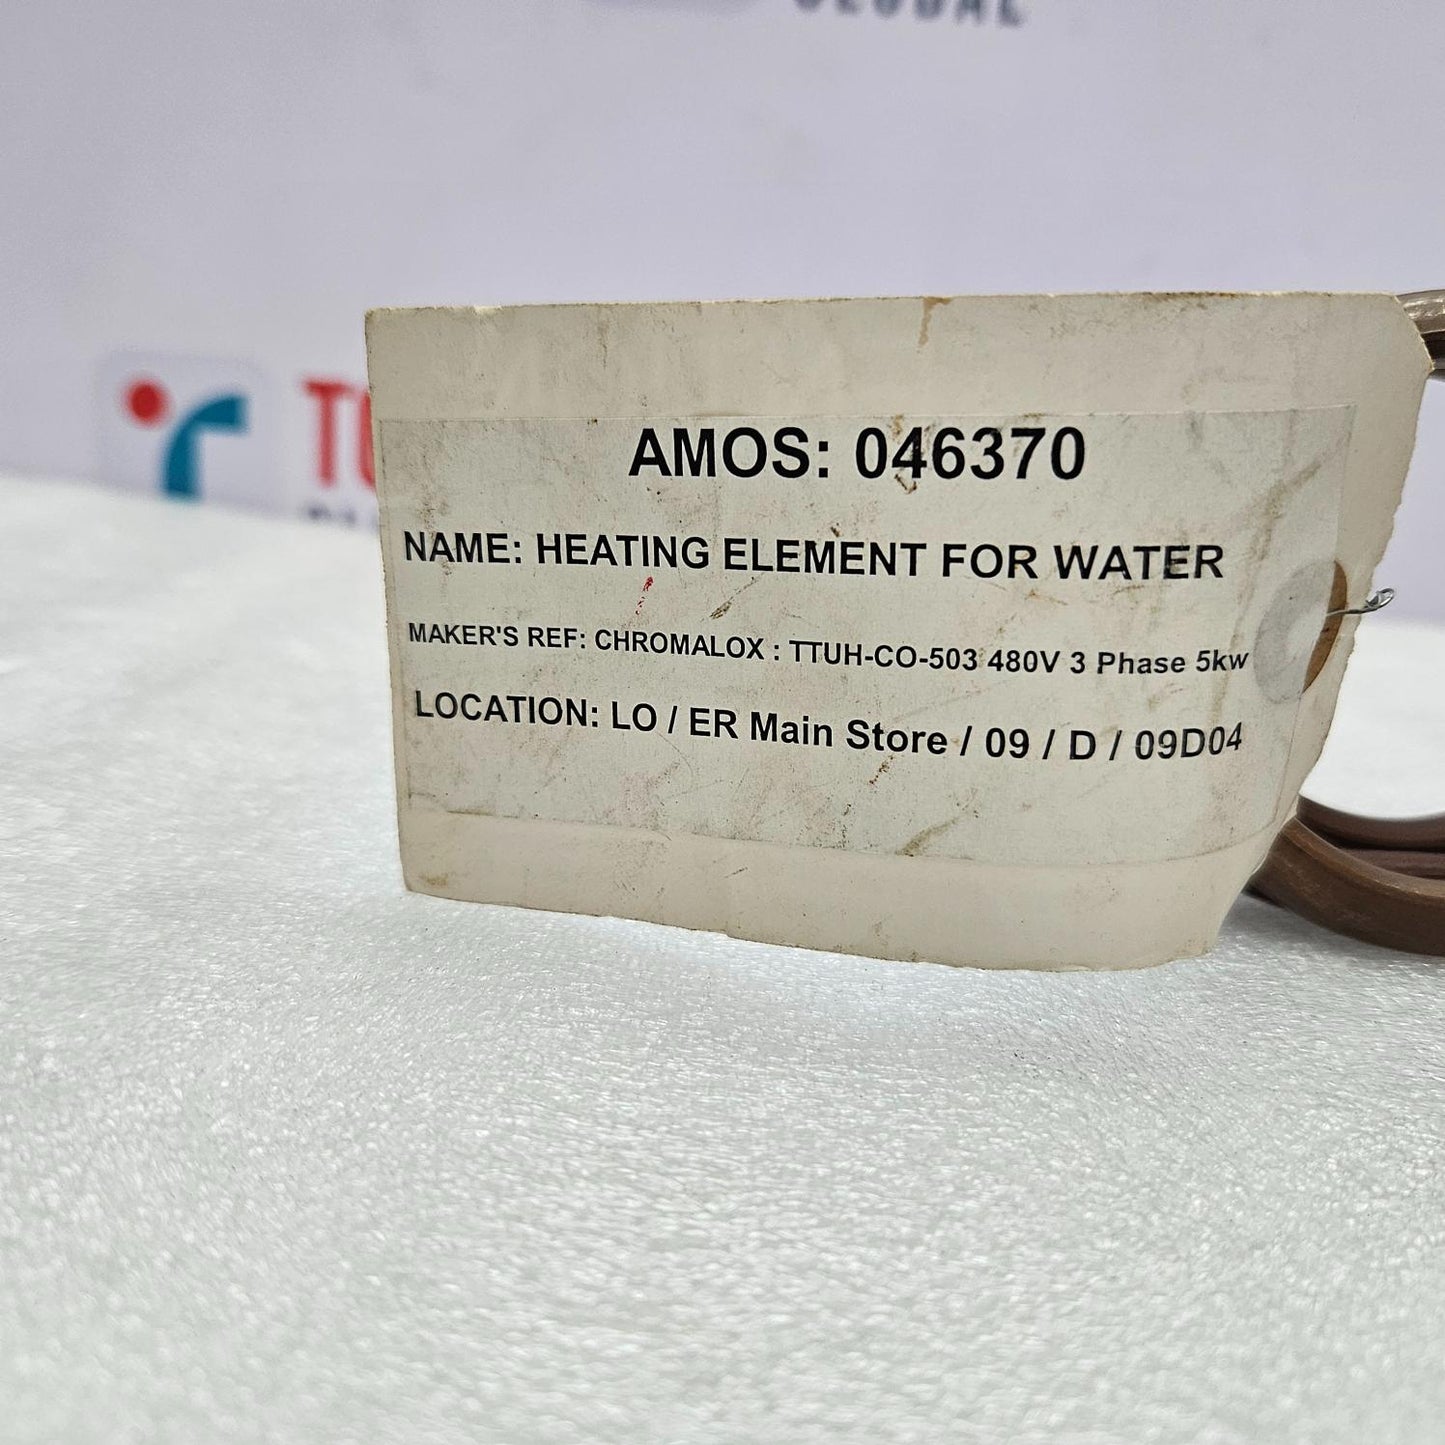 GLOBAL
AMOS: 046370
NAME: HEATING ELEMENT FOR WATER
MAKER'S REF: CHROMALOX : TTUH-CO-503 480V 3 Phase 5kw
LOCATION: LO / ER Main Store / 09 / D / 09D04